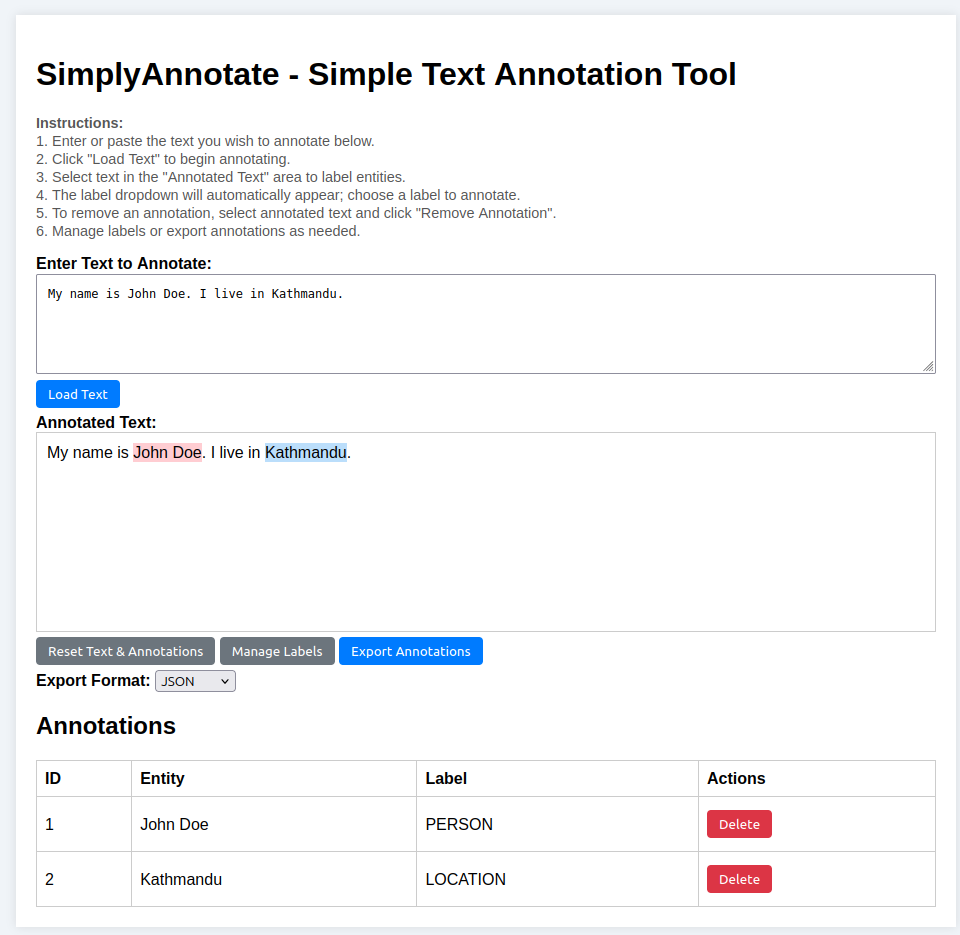 SimplyAnnotate - Simple Text Annotation Tool
Instructions:
1. Enter or paste the text you wish to annotate below.
2. Click "Load Text" to begin annotating.
3. Select text in the "Annotated Text" area to label entities.
4. The label dropdown will automatically appear; choose a label to annotate.
5. To remove an annotation, select annotated text and click "Remove Annotation".
6. Manage labels or export annotations as needed.
Enter Text to Annotate:
My name is John Doe. I live in Kathmandu.
Load Text
Annotated Text:
My name is John Doe. I live in Kathmandu.
Reset Text & Annotations Manage Labels Export Annotations
Export Format: JSON
Annotations
ID Entity Label Actions
1 John Doe PERSON Delete
2 Kathmandu LOCATION Delete